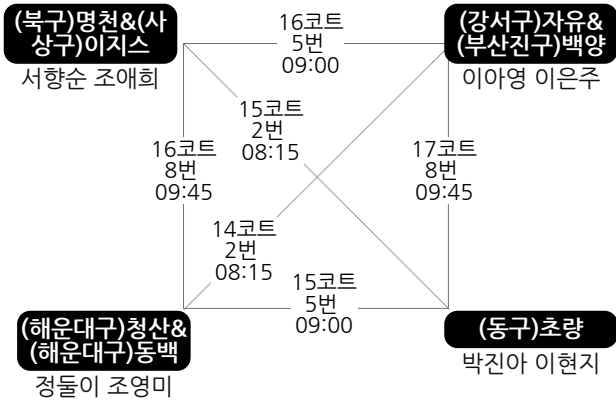 (북구)명천&(사
상구)이지스
서향순 조애희
16코트
5번
09:00
(강서구)자유&
(부산진구)백양
이아영 이은주
15코트
2번
08:15
16코트
8번
09:45
17코트
8번
09:45
14코트
2번
08:15
15코트
5번
09:00
(해운대구)청산&
(해운대구)동백
정둘이 조영미
(동구)초량
박진아 이현지